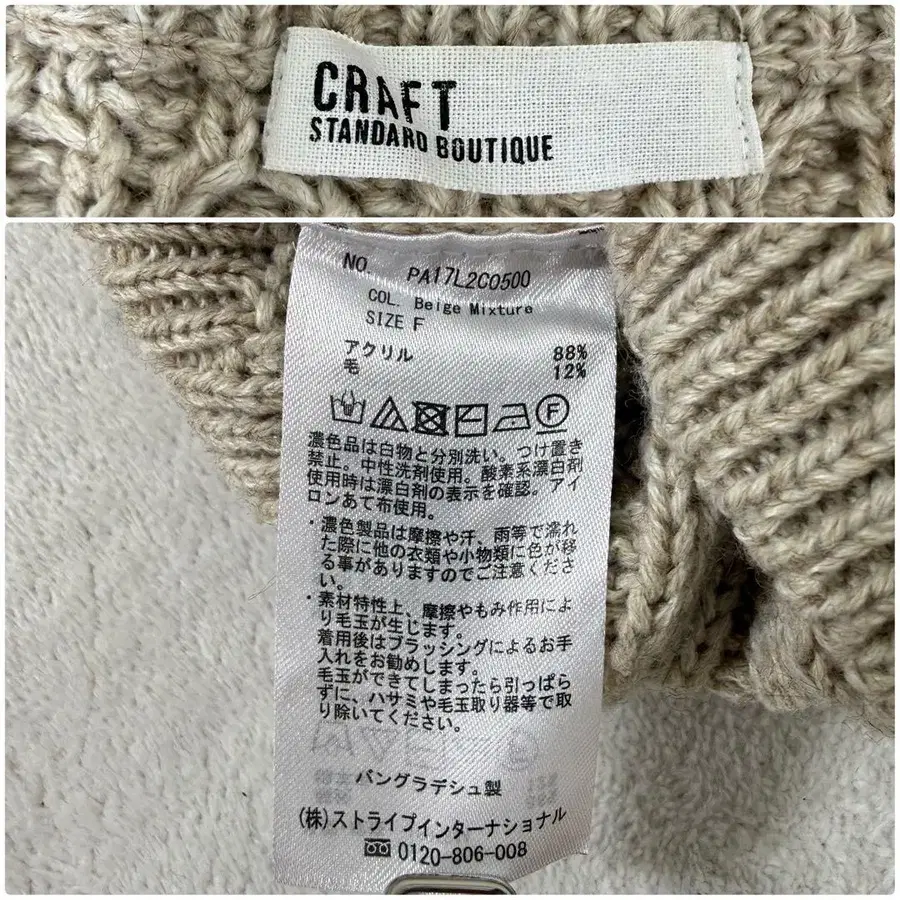 CRAFT
STANDARD BOUTIQUE
NO. PA17L2C0500
COL. Beige Mixture
SIZE F
アクリル 88%
毛 12%
F
濃色品は白物と分別洗い。つけ置き
禁止。中性洗剤使用。酸素系漂白剤
使用時は漂白剤の表示を確認。アイ
ロンあて布使用。
・濃色製品は摩擦や汗、雨等で濡れ
た際に他の衣類や小物類に色が移
る事がありますのでご注意くださ
い。
・素材特性上、摩擦やもみ作用によ
り毛玉が生じます。
着用後はブラッシングによるお手
入れをお勧めします。
毛玉ができてしまったら引っぱら
ずに、ハサミや毛玉取り器等で取
り除いてください。
バングラデシュ製
(株)ストライプインターナショナル
0120-806-008